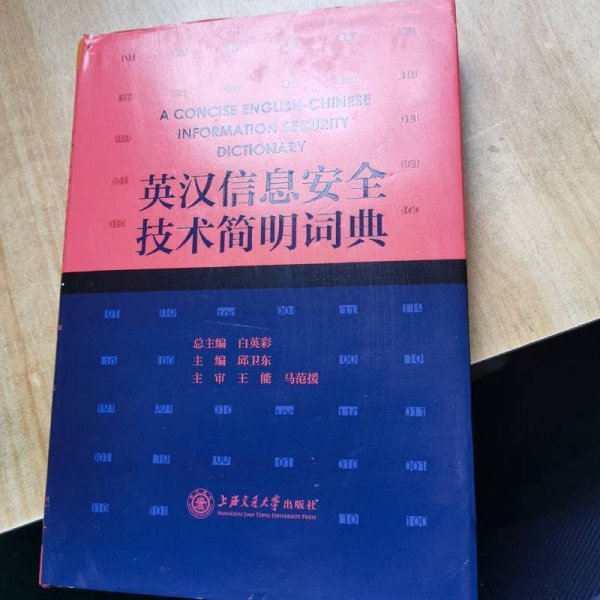 A CONCISE ENGLISH-CHINESE
INFORMATION SECURITY
DICTIONARY
英汉信息安全
技术简明词典
总主编 白英彩
主 编 邱卫东
主 审 王 能 马范援
上海交通大学出版社
SHANGHAI JIAO TONG UNIVERSITY PRESS